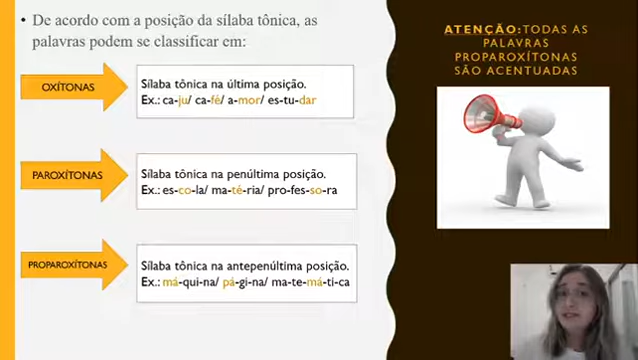 • De acordo com a posição da sílaba tônica, as
palavras podem se classificar em:
OXÍTONAS
Sílaba tônica na última posição.
Ex.: ca-ju/ ca-fé/ a-mor/ es-tu-dar
PAROXÍTONAS
Sílaba tônica na penúltima posição.
Ex.: es-co-la/ ma-té-ria/ pro-fes-so-ra
PROPAROXÍTONAS
Sílaba tônica na antepenúltima posição.
Ex.: má-qui-na/ pá-gi-na/ ma-te-má-ti-ca
ATENÇÃO:TODAS AS
PALAVRAS
PROPAROXÍTONAS
SÃO ACENTUADAS